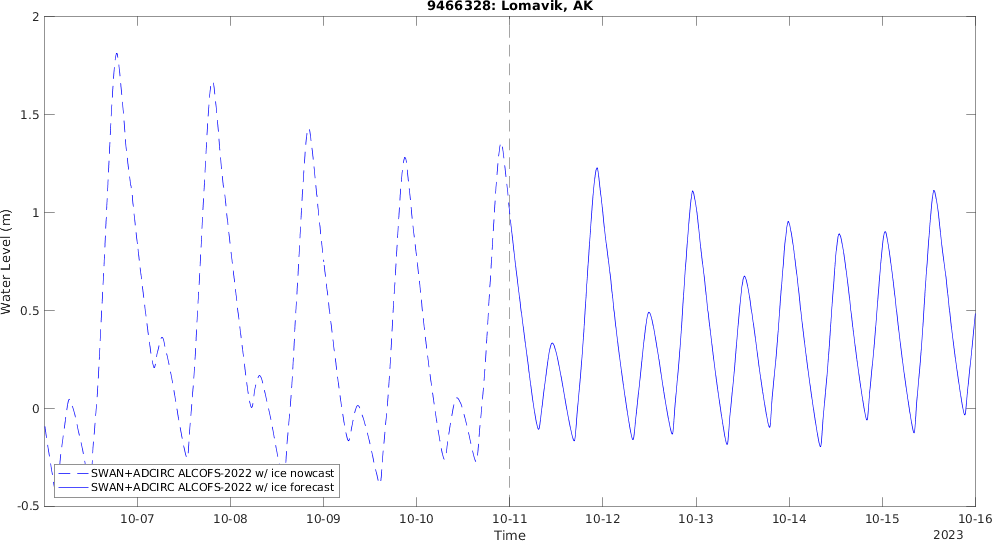 9466328: Lomavik, AK
2
1.5
1
0.5
0
-0.5
Water Level (m)
SWAN+ADCIRC ALCOFS-2022 w/ ice nowcast
SWAN+ADCIRC ALCOFS-2022 w/ ice forecast
10-07 10-08 10-09 10-10 10-11 10-12 10-13 10-14 10-15 10-16
Time
2023